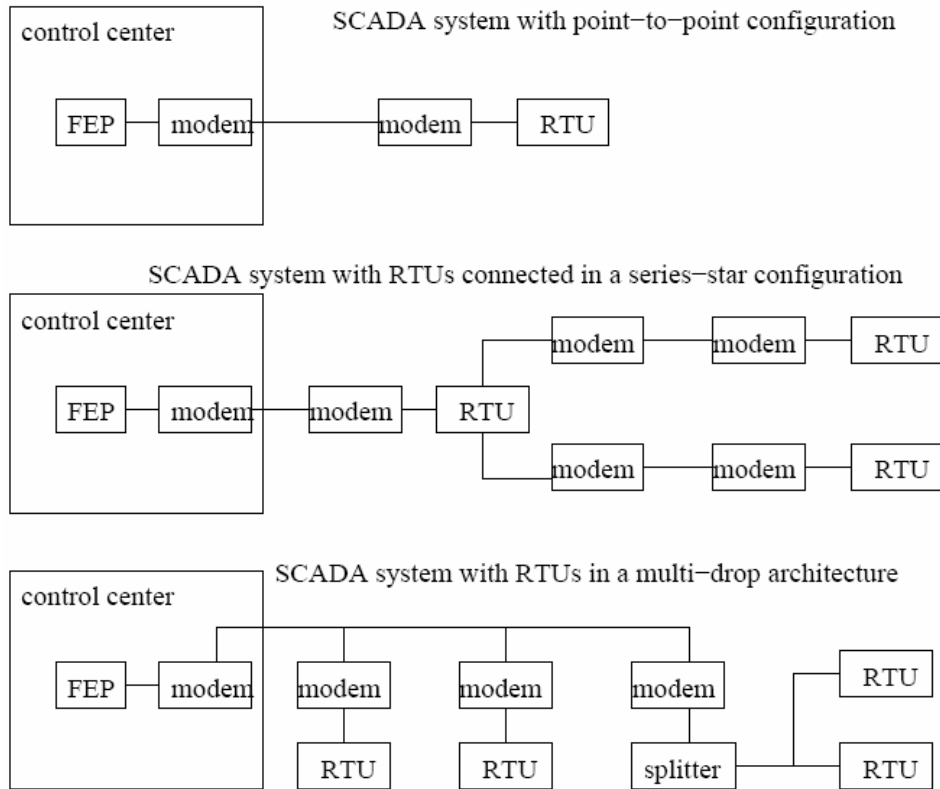 SCADA system with point−to−point configuration
control center
FEP
modem
modem
RTU
SCADA system with RTUs connected in a series−star configuration
control center
modem
modem
RTU
FEP
modem
modem
RTU
modem
modem
RTU
SCADA system with RTUs in a multi−drop architecture
control center
FEP
modem
modem
modem
modem
RTU
RTU
RTU
splitter
RTU